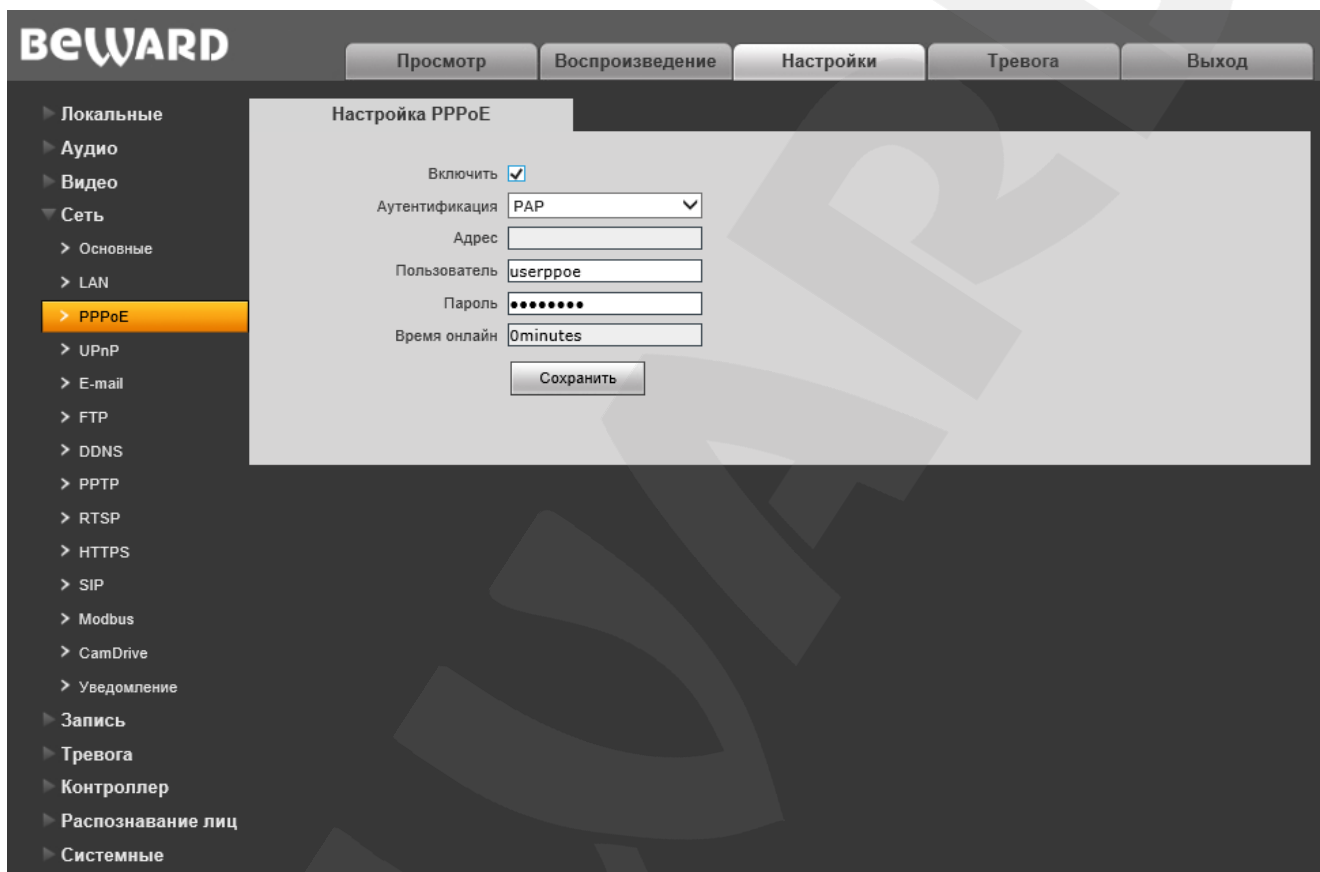 BEWARD
Просмотр
Воспроизведение
Настройки
Тревога
Выход
Локальные
Аудио
Видео
Сеть
> Основные
> LAN
> PPPoE
> UPnP
> E-mail
> FTP
> DDNS
> PPTP
> RTSP
> HTTPS
> SIP
> Modbus
> CamDrive
> Уведомление
Запись
Тревога
Контроллер
Распознавание лиц
Системные
Настройка PPPoE
Включить
Аутентификация PAP
Адрес
Пользователь userppoe
Пароль ••••••••
Время онлайн 0minutes
Сохранить